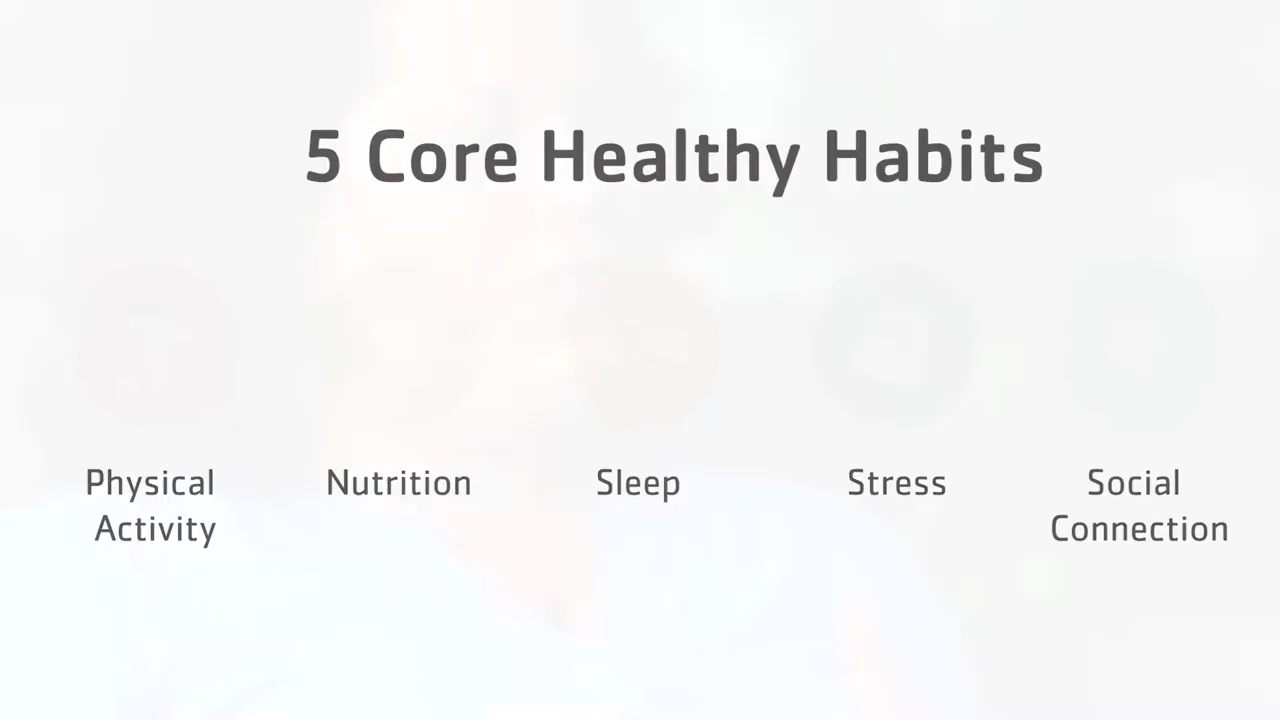 5 Core Healthy Habits
Physical
Activity
Nutrition
Sleep
Stress
Social
Connection